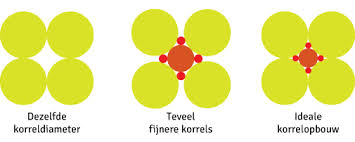 Dezelfde
korreldiameter
Teveel
fijnere korrels
Ideale
korrelopbouw